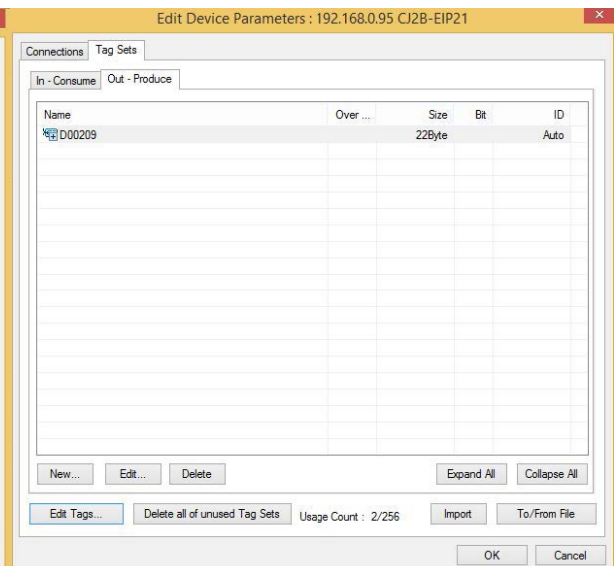 Edit Device Parameters : 192.168.0.95 CJ2B-EIP21
Connections Tag Sets
In - Consume Out - Produce
Name Over ... Size Bit ID
D00209 22Byte Auto
New... Edit... Delete Expand All Collapse All
Edit Tags... Delete all of unused Tag Sets Usage Count : 2/256 Import To/From File
OK Cancel